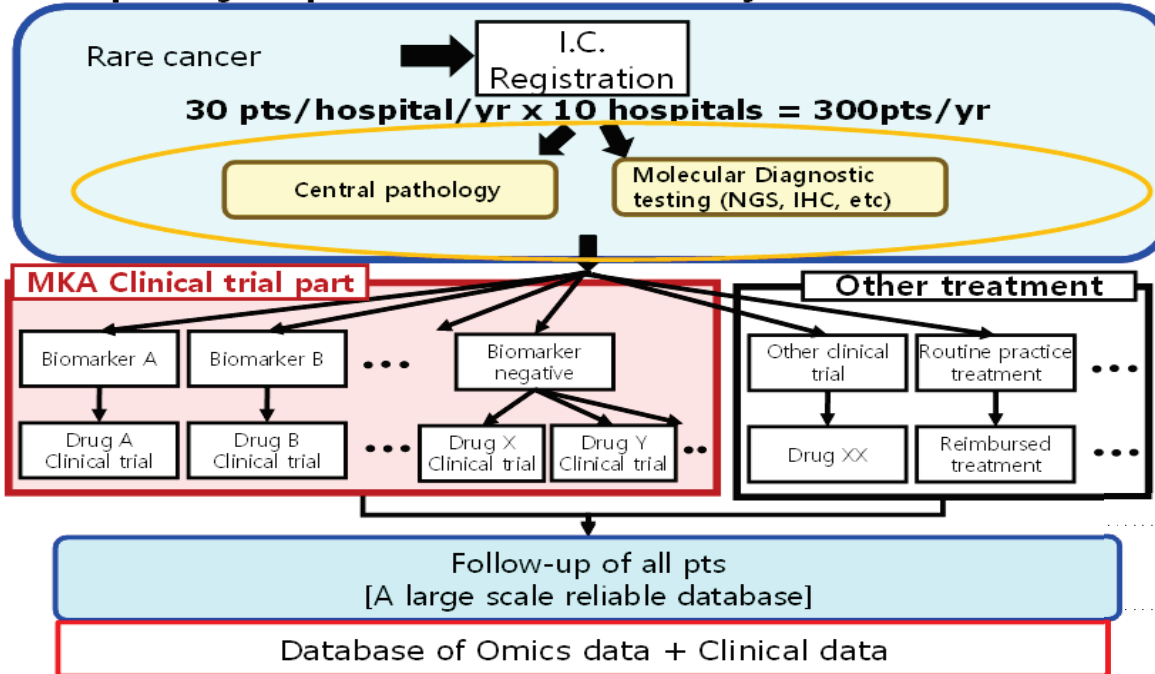 Rare cancer
I.C.
Registration
30 pts/hospital/yr x 10 hospitals = 300pts/yr
Central pathology
Molecular Diagnostic
testing (NGS, IHC, etc)
MKA Clinical trial part
Other treatment
Biomarker A
Biomarker B
•••
Biomarker
negative
Other clinical
trial
Routine practice
treatment
•••
Drug A
Clinical trial
Drug B
Clinical trial
•••
Drug X
Clinical trial
Drug Y
Clinical trial
••
Drug XX
Reimbursed
treatment
•••
Follow-up of all pts
[A large scale reliable database]
Database of Omics data + Clinical data